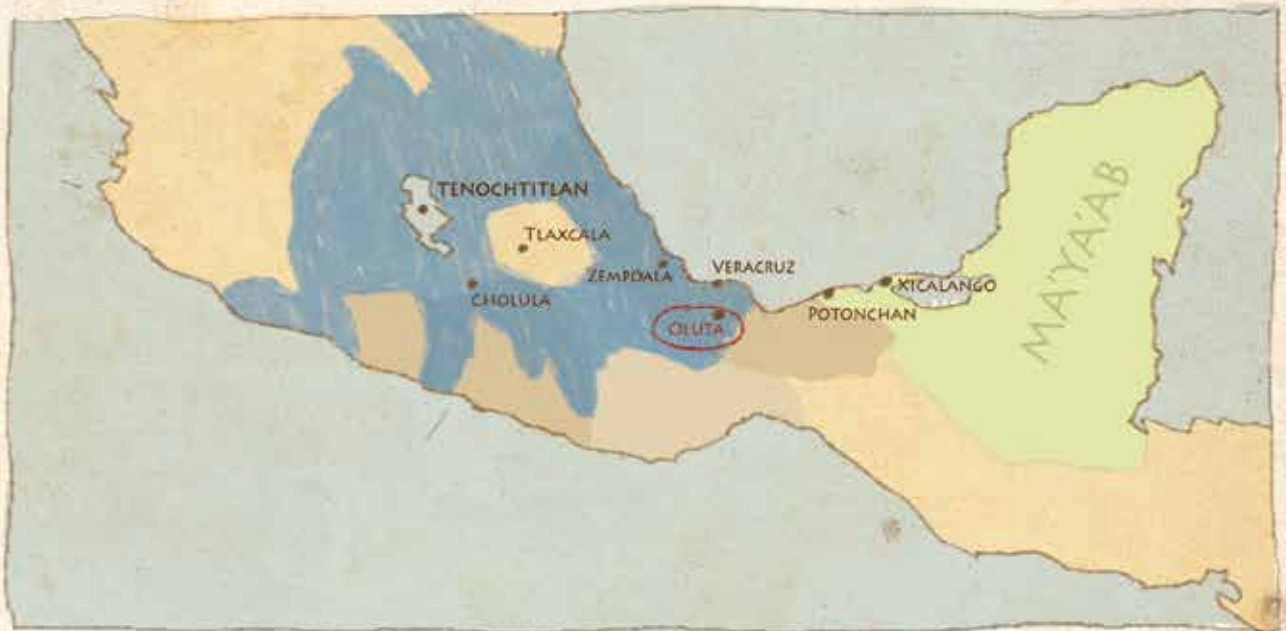 TENOCHTITLAN
TLAXCALA
ZEMPOALA
VERACRUZ
XICALANGO
CHOLULA
POTONCHAN
OLUTA
MA'YA'AB